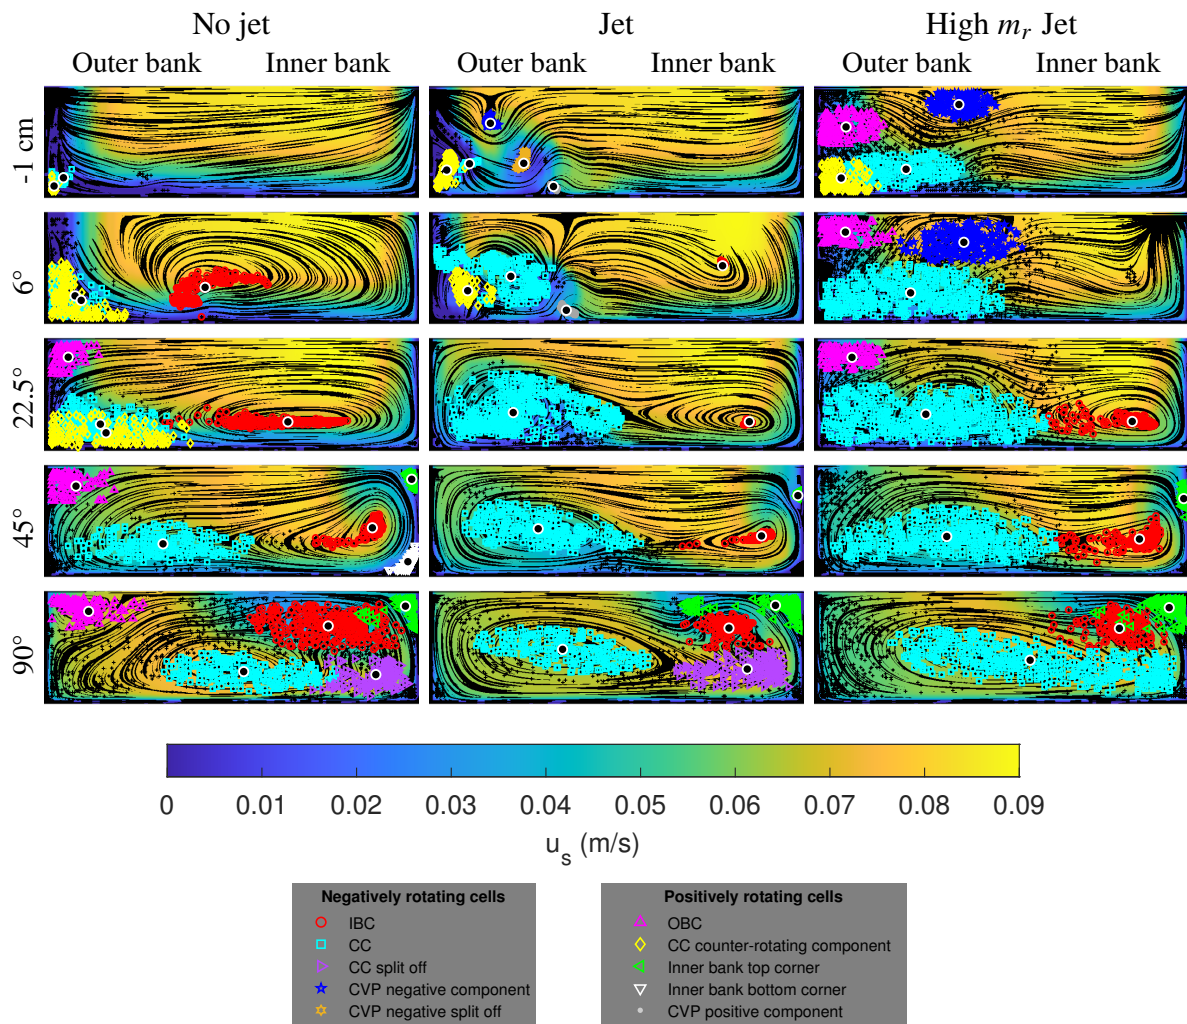 No jet Jet High mr Jet
Outer bank Inner bank Outer bank Inner bank Outer bank Inner bank
-1 cm
6°
22.5°
45°
90°
0 0.01 0.02 0.03 0.04 0.05 0.06 0.07 0.08 0.09
u_s (m/s)
Negatively rotating cells
IBC
CC
CC split off
CVP negative component
CVP negative split off
Positively rotating cells
OBC
CC counter-rotating component
Inner bank top corner
Inner bank bottom corner
CVP positive component